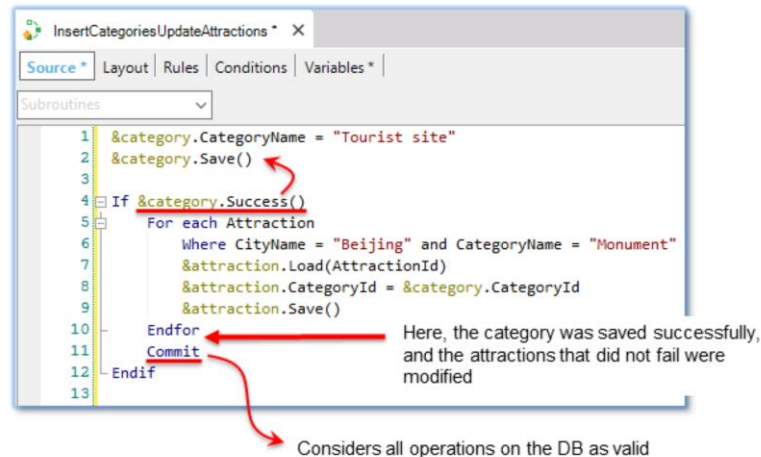 InsertCategoriesUpdateAttractions *
Source * Layout Rules Conditions Variables *
Subroutines
1 &category.CategoryName = "Tourist site"
2 &category.Save()
3
4 If &category.Success()
5 For each Attraction
6 Where CityName = "Beijing" and CategoryName = "Monument"
7 &attraction.Load(AttractionId)
8 &attraction.CategoryId = &category.CategoryId
9 &attraction.Save()
10 Endfor
11 Commit
12 Endif
13
Here, the category was saved successfully,
and the attractions that did not fail were
modified
Considers all operations on the DB as valid